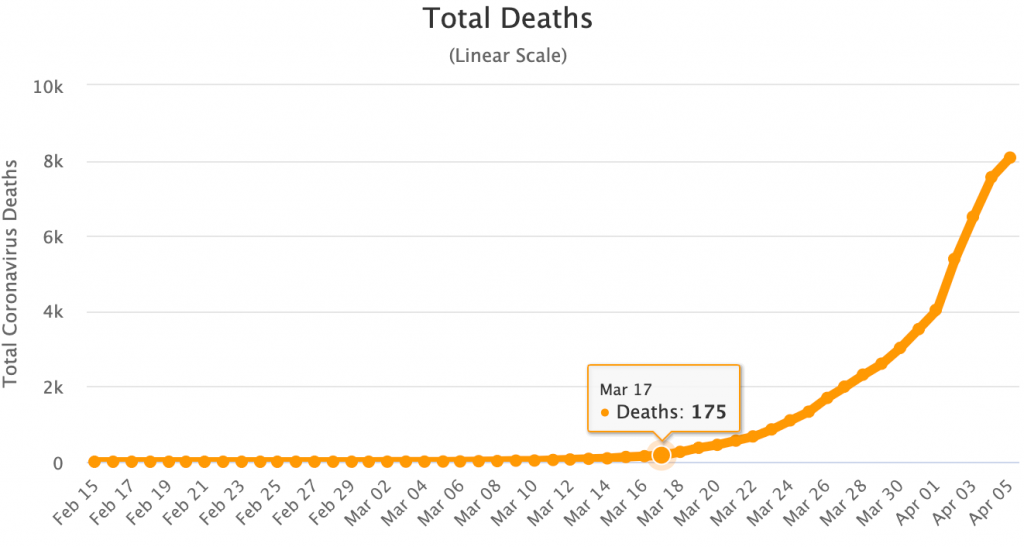 Total Deaths
(Linear Scale)
Total Coronavirus Deaths
10k
8k
6k
4k
2k
0
Mar 17
Deaths: 175
Feb 15
Feb 17
Feb 19
Feb 21
Feb 23
Feb 25
Feb 27
Feb 29
Mar 02
Mar 04
Mar 06
Mar 08
Mar 10
Mar 12
Mar 14
Mar 16
Mar 18
Mar 20
Mar 22
Mar 24
Mar 26
Mar 28
Mar 30
Apr 01
Apr 03
Apr 05